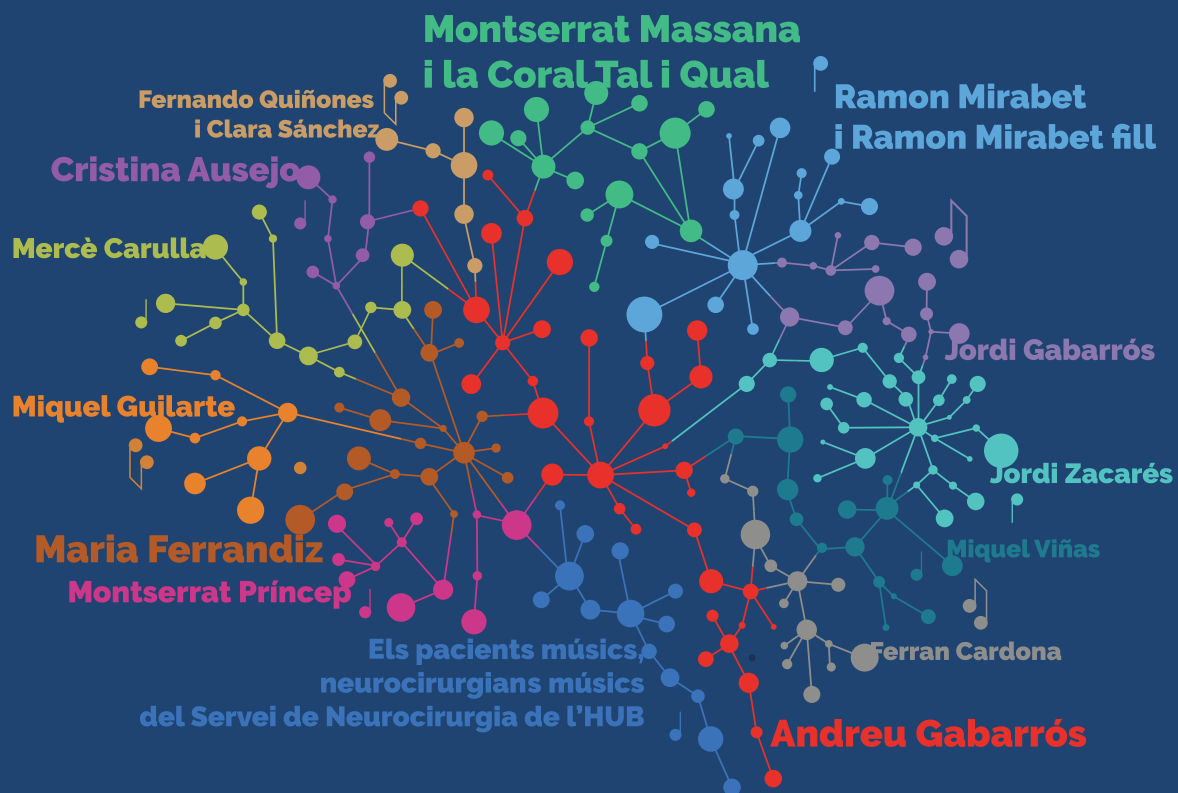 Montserrat Massana
i la Coral Tal i Qual
Fernando Quiñones
i Clara Sánchez
Ramon Mirabet
i Ramon Mirabet fill
Cristina Ausejo
Mercè Carulla
Jordi Gabarrós
Miquel Guilarte
Jordi Zacarés
Maria Ferrandiz
Miquel Viñas
Montserrat Príncep
Els pacients músics,
neurocirurgians músics
del Servei de Neurocirurgia de l’HUB
Ferran Cardona
Andreu Gabarrós